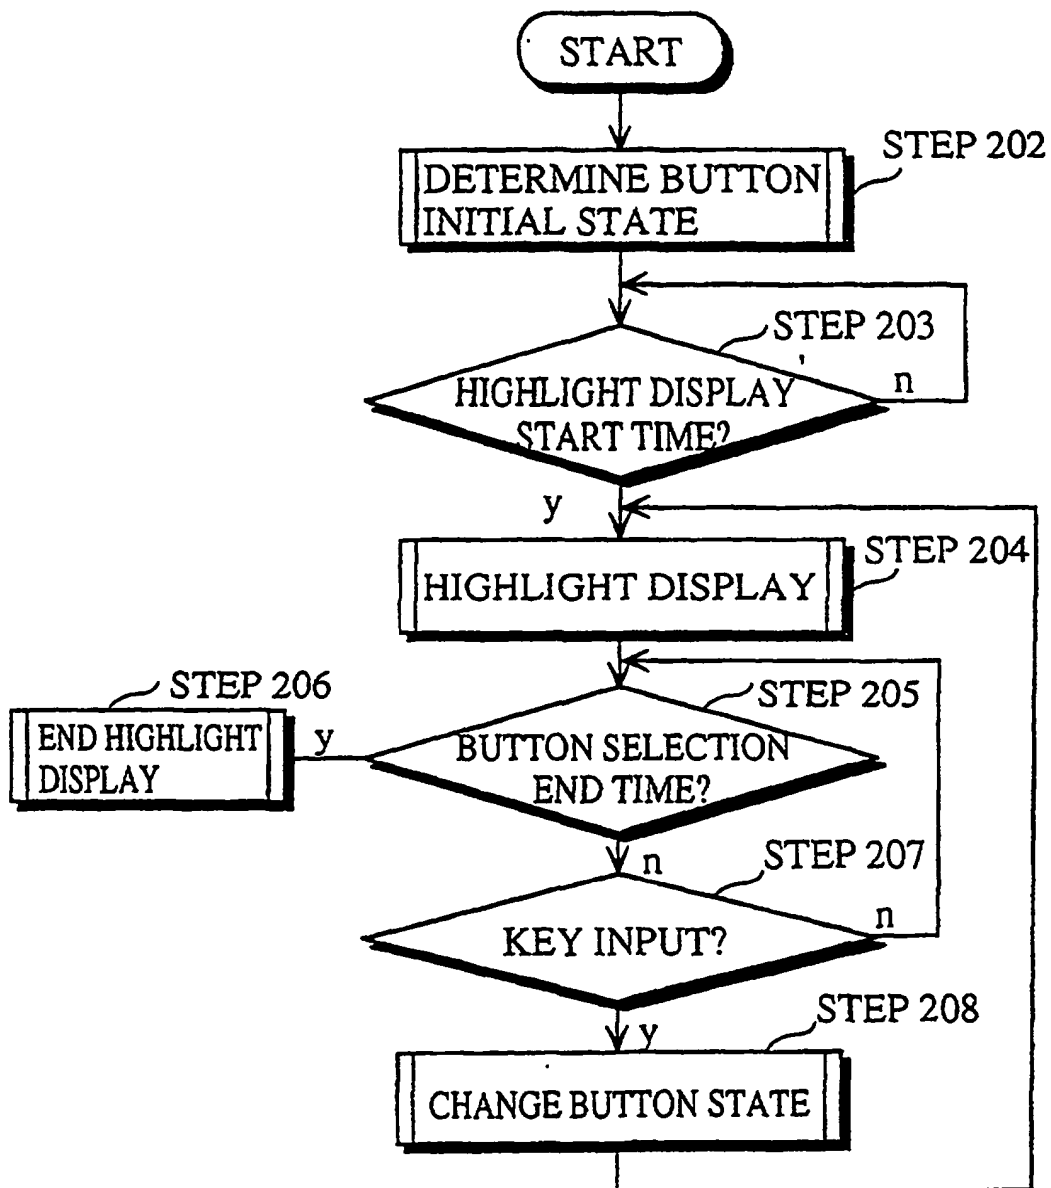 START
STEP 202
DETERMINE BUTTON
INITIAL STATE
STEP 203
n
HIGHLIGHT DISPLAY
START TIME?
y
STEP 204
HIGHLIGHT DISPLAY
STEP 206
STEP 205
END HIGHLIGHT
DISPLAY
y
BUTTON SELECTION
END TIME?
n
STEP 207
n
KEY INPUT?
STEP 208
y
CHANGE BUTTON STATE